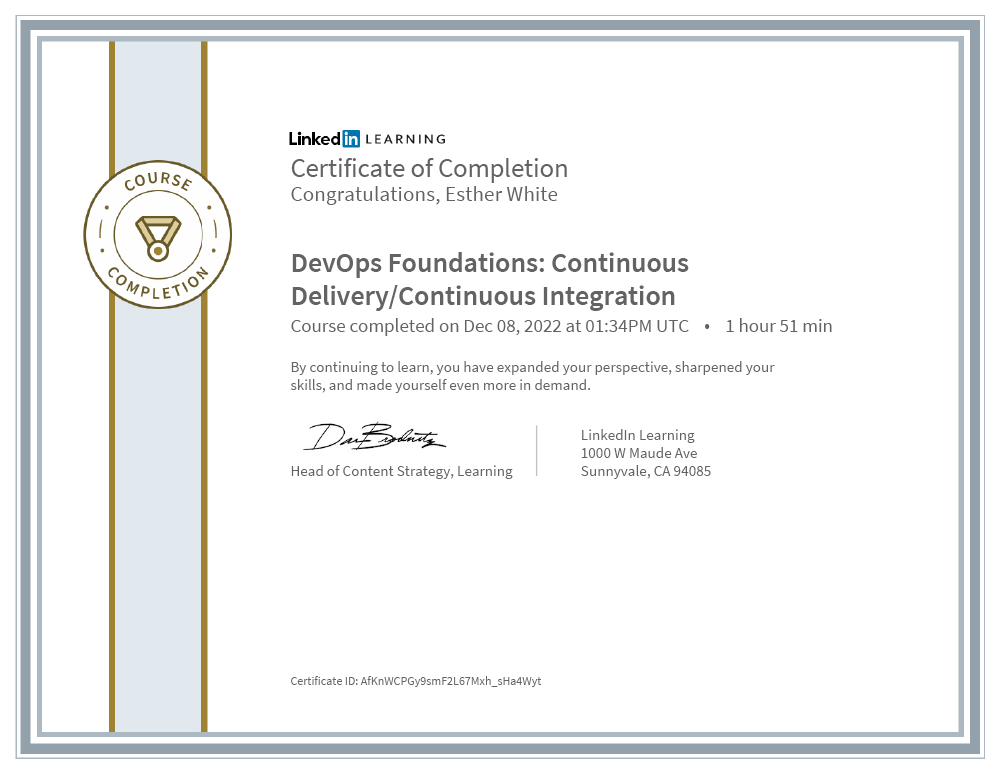 COURSE
COMPLETION
Linked in LEARNING
Certificate of Completion
Congratulations, Esther White
DevOps Foundations: Continuous
Delivery/Continuous Integration
Course completed on Dec 08, 2022 at 01:34PM UTC • 1 hour 51 min
By continuing to learn, you have expanded your perspective, sharpened your
skills, and made yourself even more in demand.
Head of Content Strategy, Learning
LinkedIn Learning
1000 W Maude Ave
Sunnyvale, CA 94085
Certificate ID: AfKnWCPGy9smF2L67Mxh_sHa4Wyt